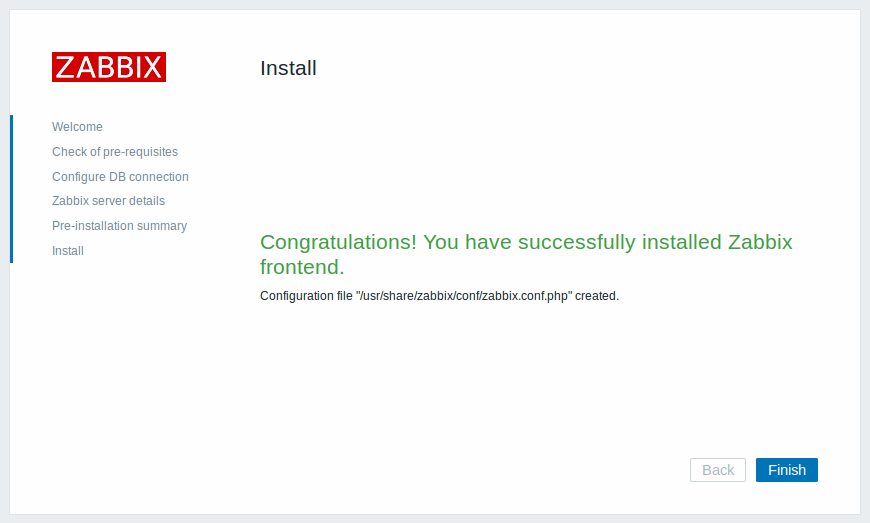 ZABBIX
Install
Welcome
Check of pre-requisites
Configure DB connection
Zabbix server details
Pre-installation summary
Install
Congratulations! You have successfully installed Zabbix
frontend.
Configuration file "/usr/share/zabbix/conf/zabbix.conf.php" created.
Back
Finish